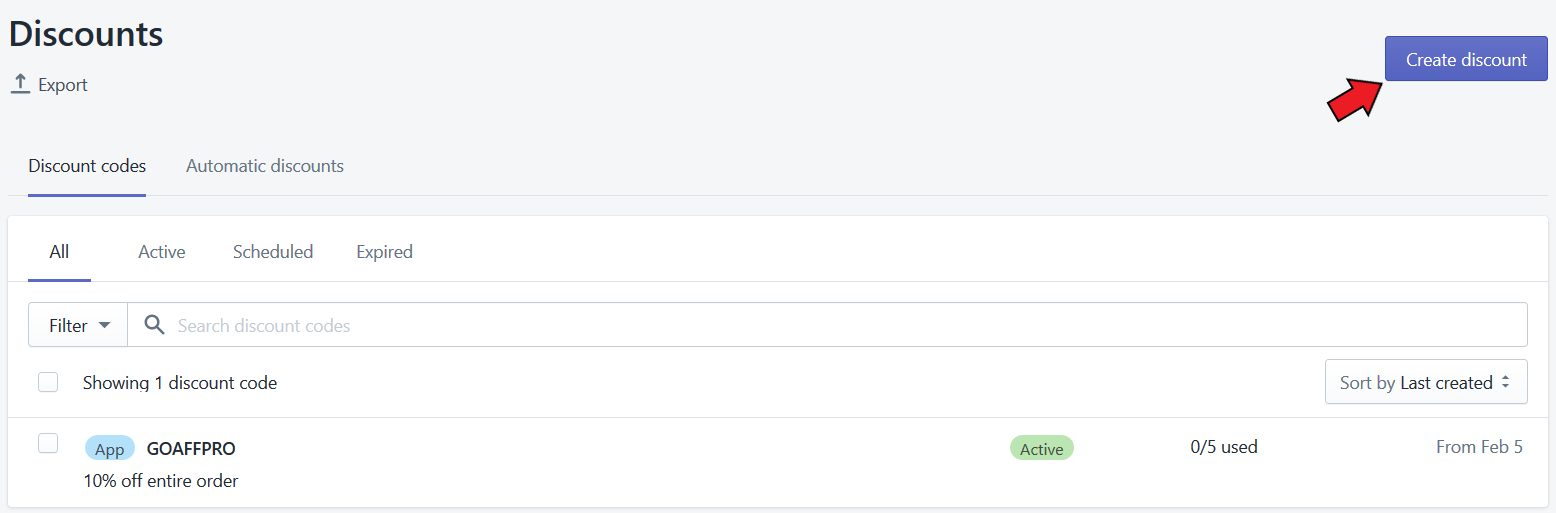 Discounts
Export
Create discount
Discount codes Automatic discounts
All Active Scheduled Expired
Filter Search discount codes
Showing 1 discount code Sort by Last created
App GOAFFPRO Active 0/5 used From Feb 5
10% off entire order